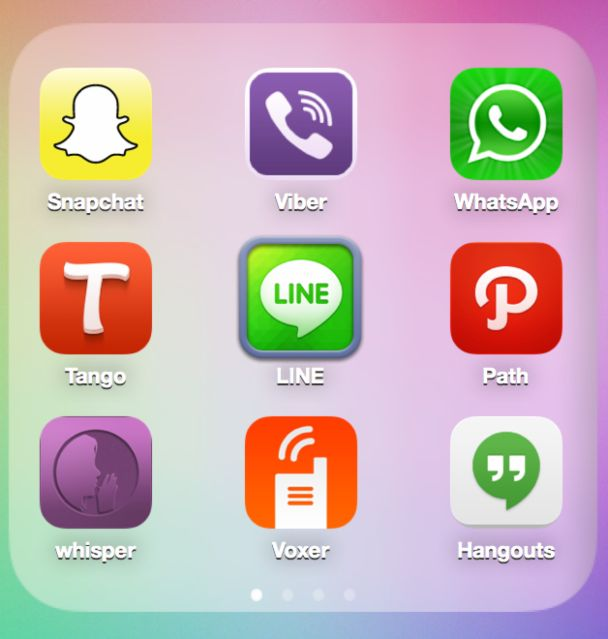 Snapchat
Viber
WhatsApp
T
LINE
Tango
LINE
Path
whisper
Voxer
Hangouts